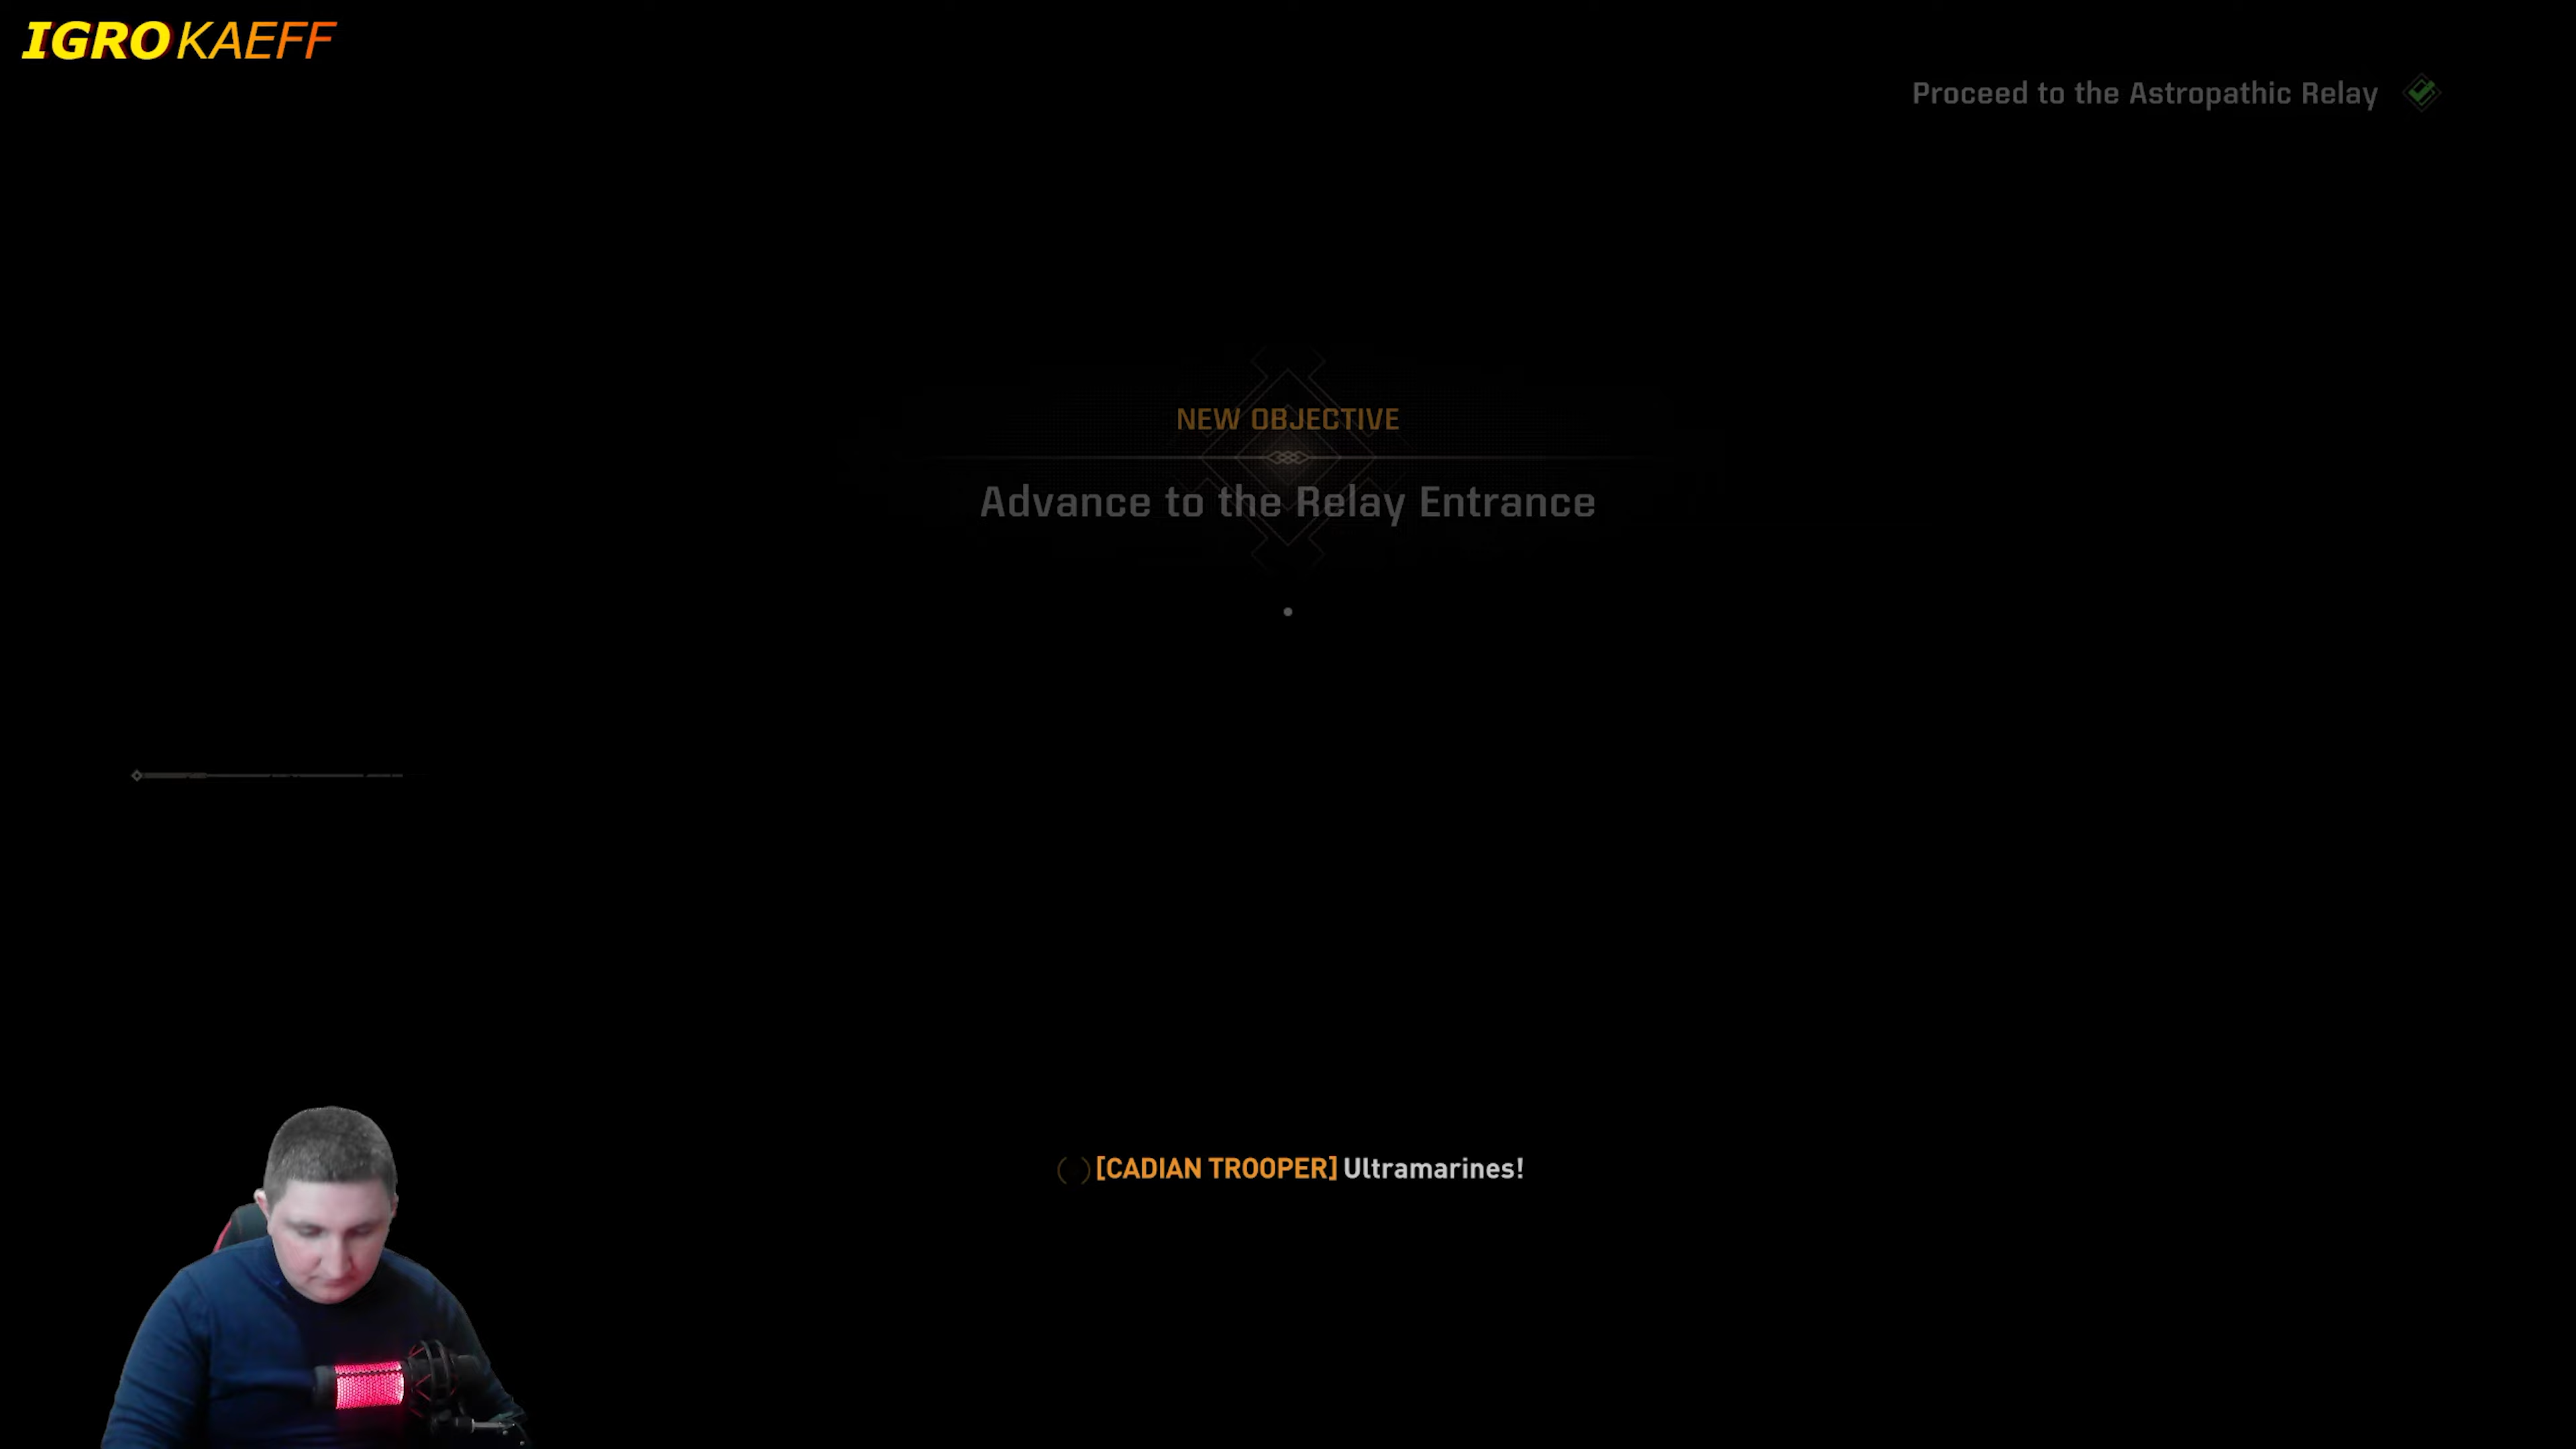 IGROKAEFF
Proceed to the Astropathic Relay
NEW OBJECTIVE
Advance to the Relay Entrance
[CADIAN TROOPER] Ultramarines!